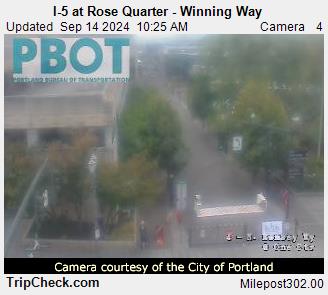 I-5 at Rose Quarter - Winning Way
Updated Sep 14 2024 10:25 AM Camera 4
PBOT
PORTLAND BUREAU OF TRANSPORTATION
Camera courtesy of the City of Portland
TripCheck.com Milepost302.00